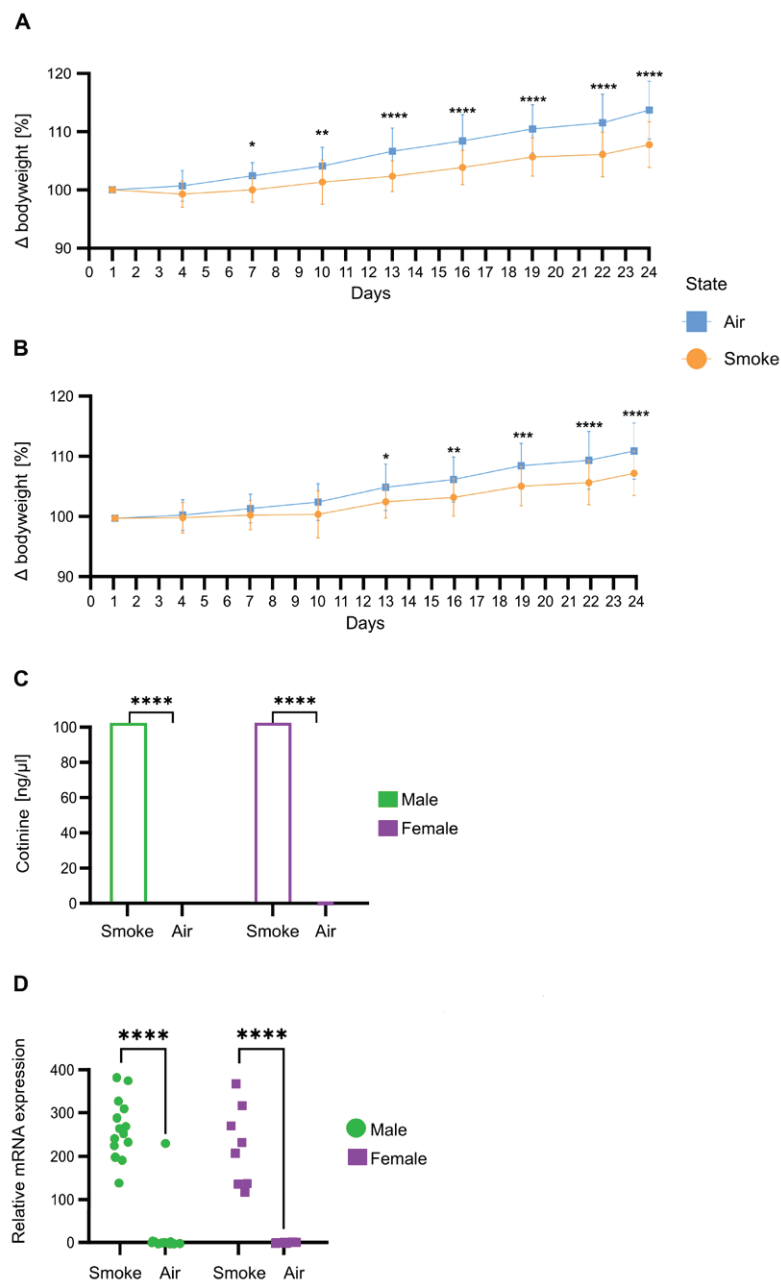 A
120
****
****
****
****
****
**
*
110
100
90
0 1 2 3 4 5 6 7 8 9 10 11 12 13 14 15 16 17 18 19 20 21 22 23 24
Days
Δ bodyweight [%]
State
Air
Smoke
B
120
****
****
***
**
*
110
100
90
0 1 2 3 4 5 6 7 8 9 10 11 12 13 14 15 16 17 18 19 20 21 22 23 24
Days
Δ bodyweight [%]
C
**** ****
100
80
60
40
20
0
Cotinine [ng/µl]
Smoke Air Smoke Air
Male
Female
D
**** ****
400
300
200
100
0
Relative mRNA expression
Smoke Air Smoke Air
Male
Female